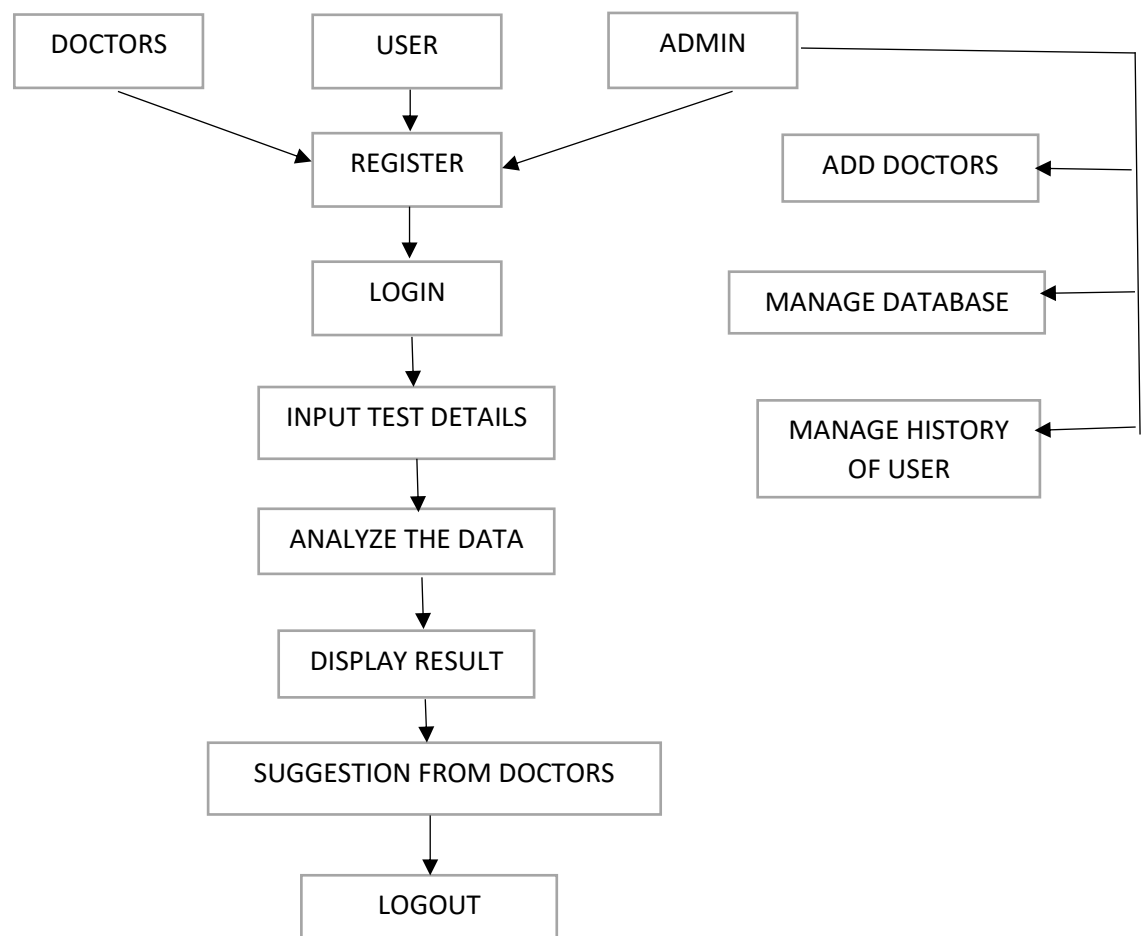 DOCTORS
USER
ADMIN
REGISTER
ADD DOCTORS
LOGIN
MANAGE DATABASE
INPUT TEST DETAILS
MANAGE HISTORY
OF USER
ANALYZE THE DATA
DISPLAY RESULT
SUGGESTION FROM DOCTORS
LOGOUT